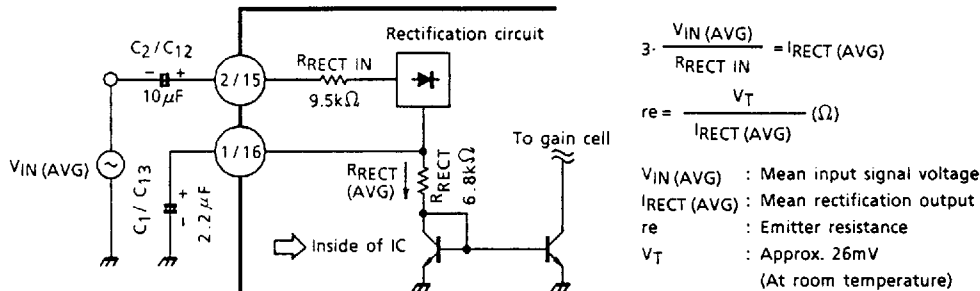 Rectification circuit
C2/C12
− +
10μF
2/15
RRECT IN
9.5kΩ
1/16
VIN (AVG)
C1/C13
+
−
2.2μF
RRECT
(AVG)
RRECT
6.8kΩ
To gain cell
Inside of IC
3· VIN (AVG) / RRECT IN = IRECT (AVG)
re = VT / IRECT (AVG) (Ω)
VIN (AVG) : Mean input signal voltage
IRECT (AVG) : Mean rectification output
re : Emitter resistance
VT : Approx. 26mV
(At room temperature)